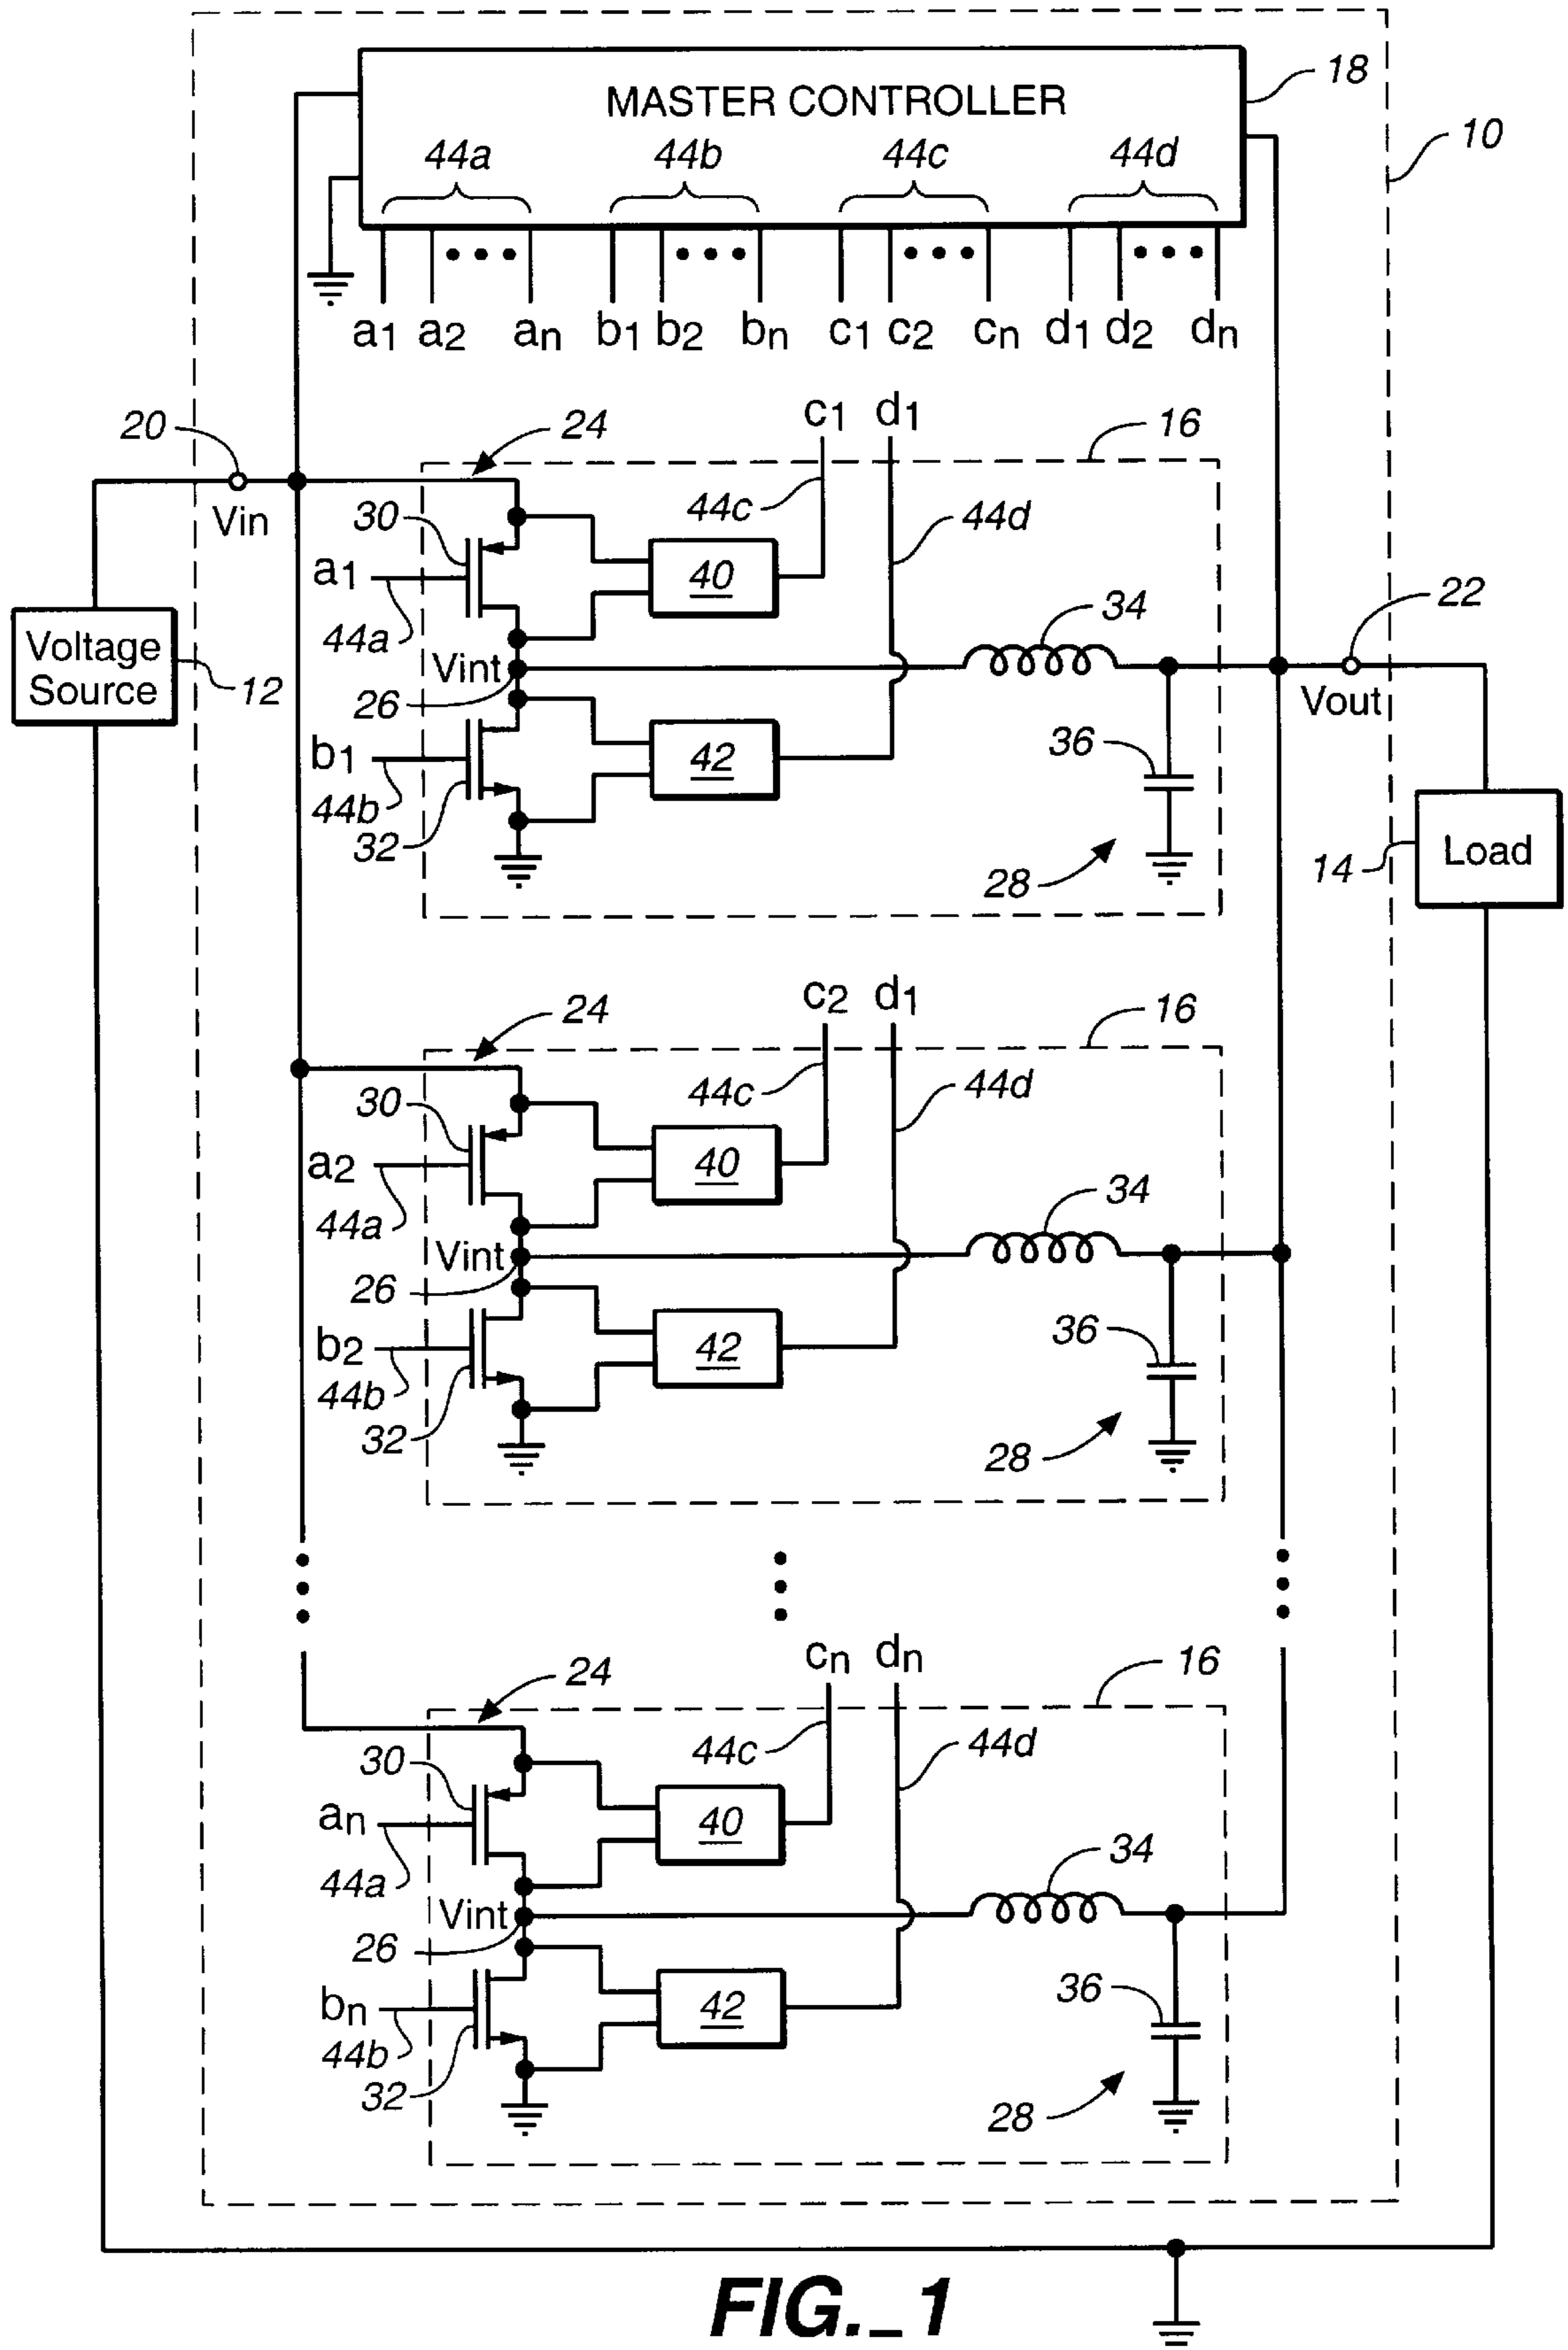 MASTER CONTROLLER
18
10
44a 44b 44c 44d
a1 a2 an b1 b2 bn c1 c2 cn d1 d2 dn
20
Vin
24
c1 d1
16
30
44c
44d
a1
44a
40
34
22
Voltage
Source
12
Vint
26
Vout
b1
44b
42
36
32
28
14
Load
c2 d1
24
16
30
44c
44d
a2
44a
40
34
Vint
26
b2
44b
42
36
32
28
cn dn
24
16
30
44c
44d
an
44a
40
34
Vint
26
bn
44b
42
36
32
28
FIG._1